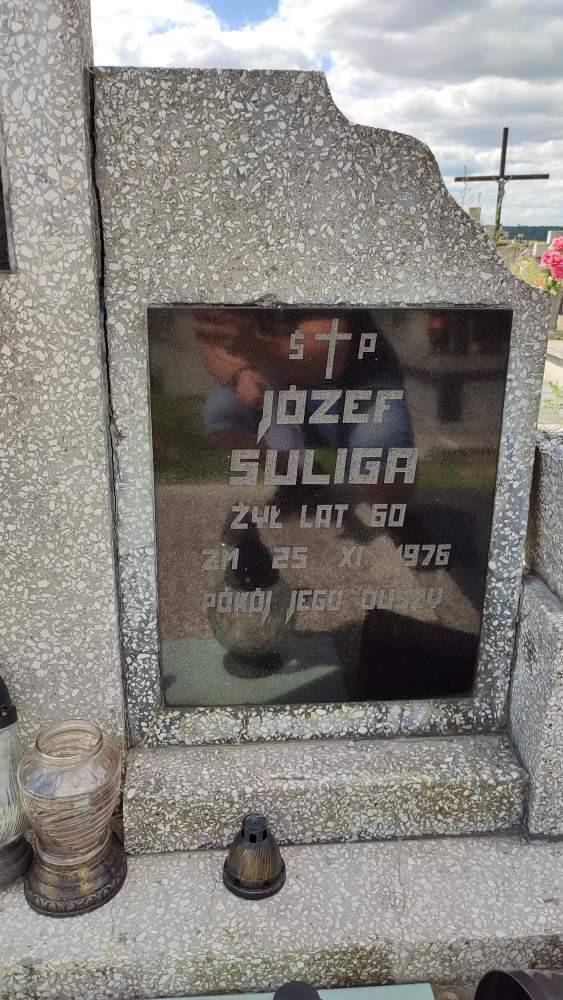 Ś P
JÓZEF
SULIGA
ŻYŁ LAT 60
ZM 25 XI 1976
POKÓJ JEGO DUSZY